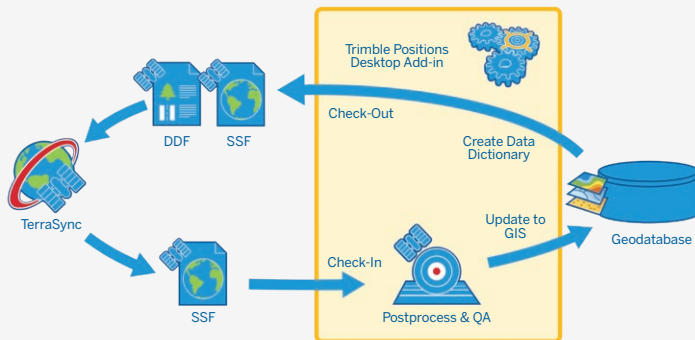 Trimble Positions
Desktop Add-in
Check-Out
DDF
SSF
Create Data
Dictionary
TerraSync
Update to
GIS
Geodatabase
Check-In
SSF
Postprocess & QA